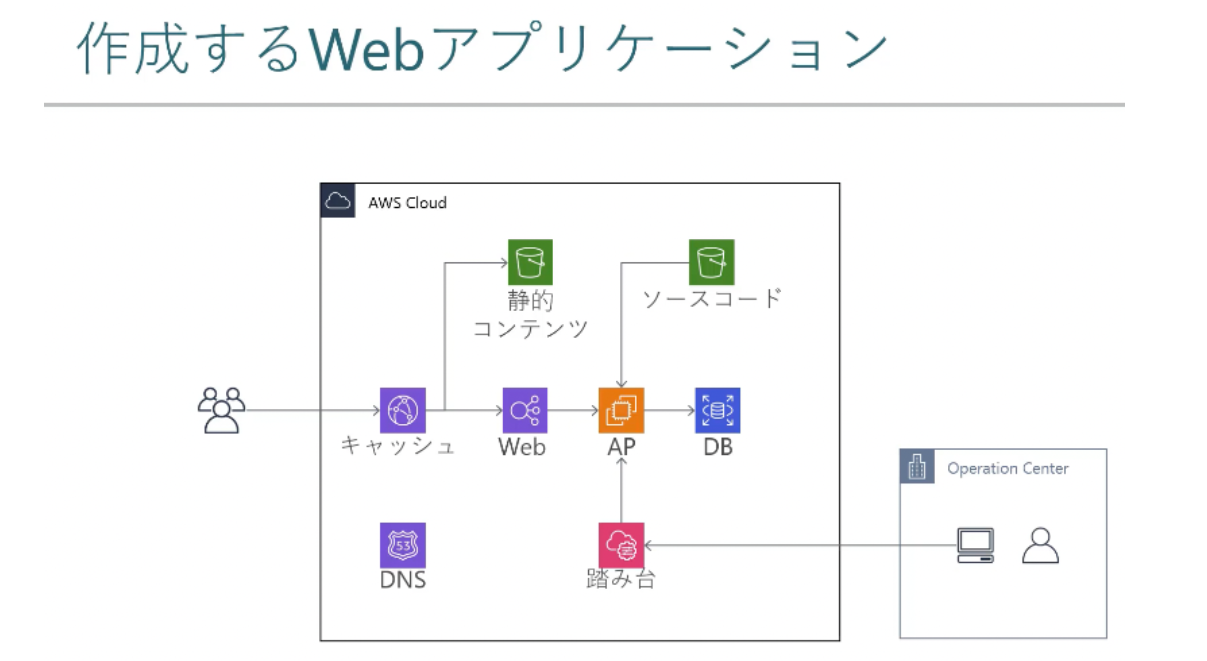 作成するWebアプリケーション
AWS Cloud
静的
コンテンツ
ソースコード
キャッシュ
Web
AP
DB
Operation Center
53
DNS
踏み台